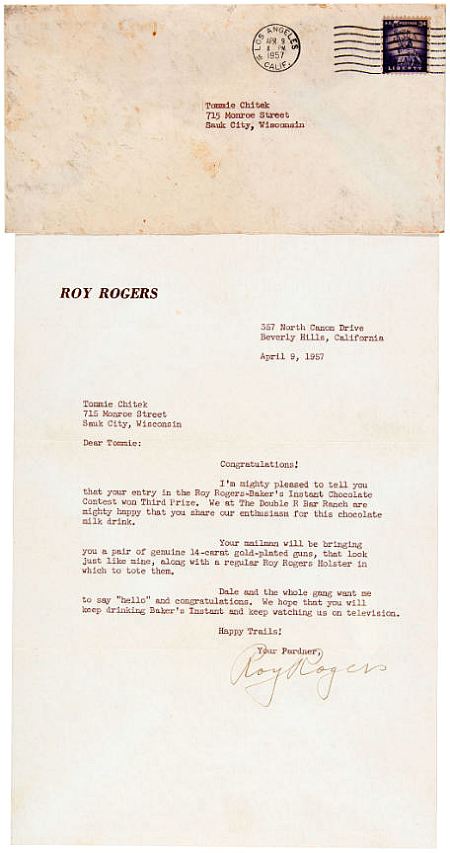 LOS ANGELES
APR 9
PM
1957
CALIF.
U.S. POSTAGE 3¢
LIBERTY
Tommie Chitek
715 Monroe Street
Sauk City, Wisconsin
ROY ROGERS
357 North Canon Drive
Beverly Hills, California
April 9, 1957
Tommie Chitek
715 Monroe Street
Sauk City, Wisconsin
Dear Tommie:
Congratulations!
I'm mighty pleased to tell you
that your entry in the Roy Rogers-Baker's Instant Chocolate
Contest won Third Prize. We at The Double R Bar Ranch are
mighty happy that you share our enthusiasm for this chocolate
milk drink.
Your mailman will be bringing
you a pair of genuine 14-carat gold-plated guns, that look
just like mine, along with a regular Roy Rogers Holster in
which to tote them.
Dale and the whole gang want me
to say "hello" and congratulations. We hope that you will
keep drinking Baker's Instant and keep watching us on television.
Happy Trails!
Your Pardner,
Roy Rogers